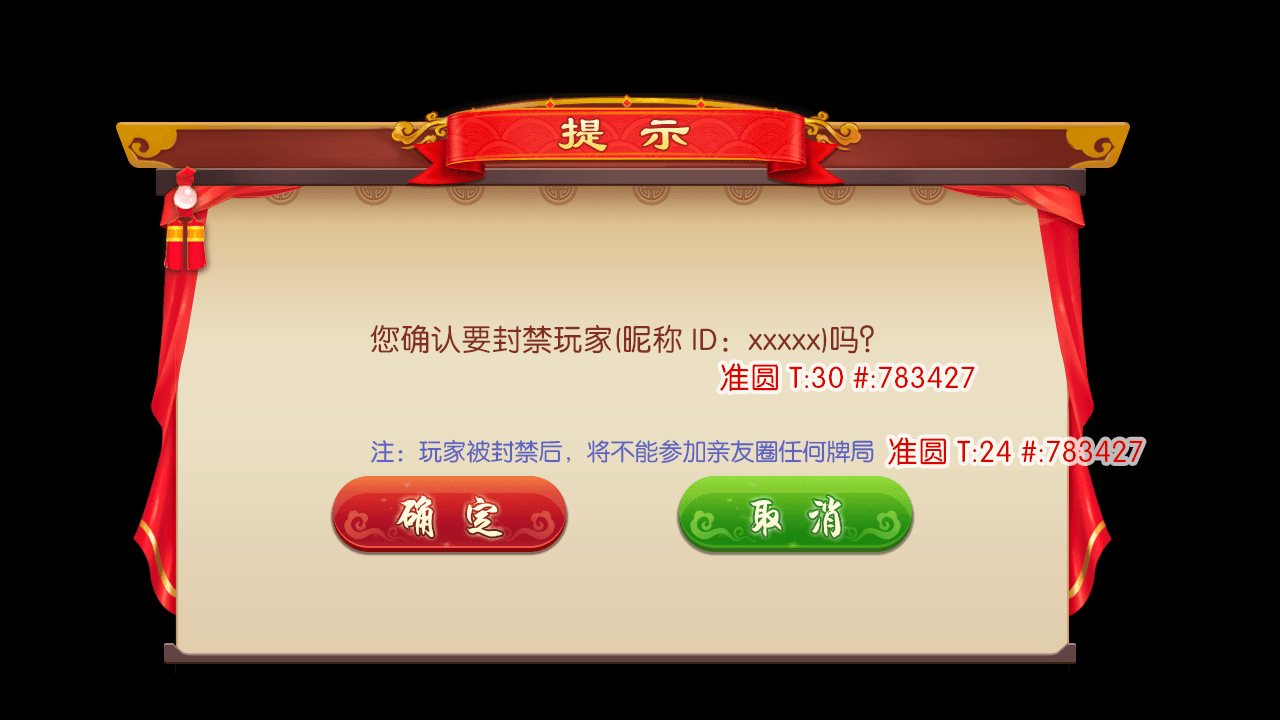 提 示
您确认要封禁玩家(昵称 ID：xxxxx)吗?
准圆 T:30 #:783427
注：玩家被封禁后，将不能参加亲友圈任何牌局
准圆 T:24 #:783427
确 定
取 消